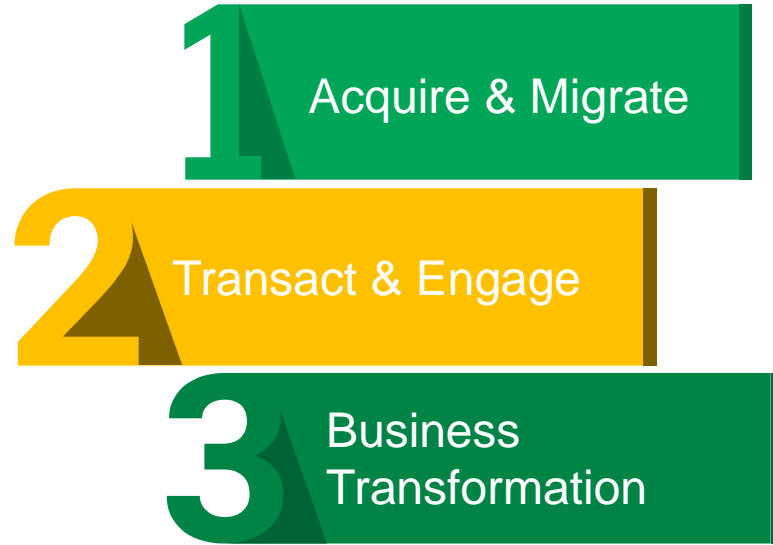 1
Acquire & Migrate
2
Transact & Engage
3
Business
Transformation